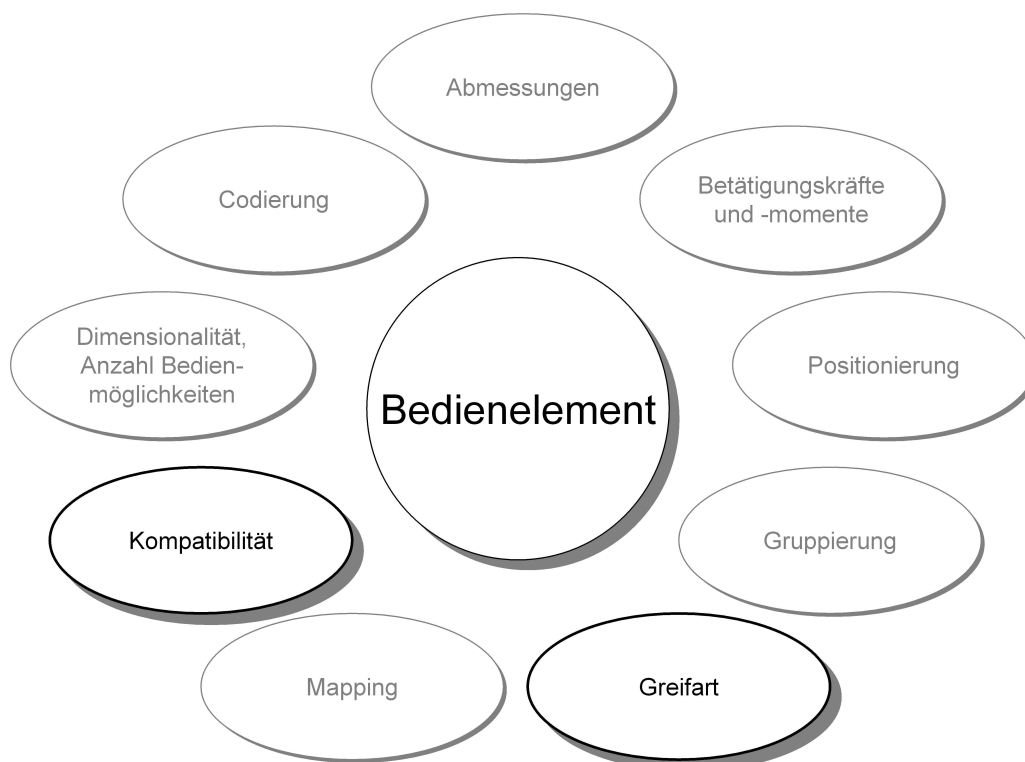 Abmessungen
Codierung
Betätigungskräfte
und -momente
Dimensionalität,
Anzahl Bedien-
möglichkeiten
Positionierung
Bedienelement
Kompatibilität
Gruppierung
Mapping
Greifart